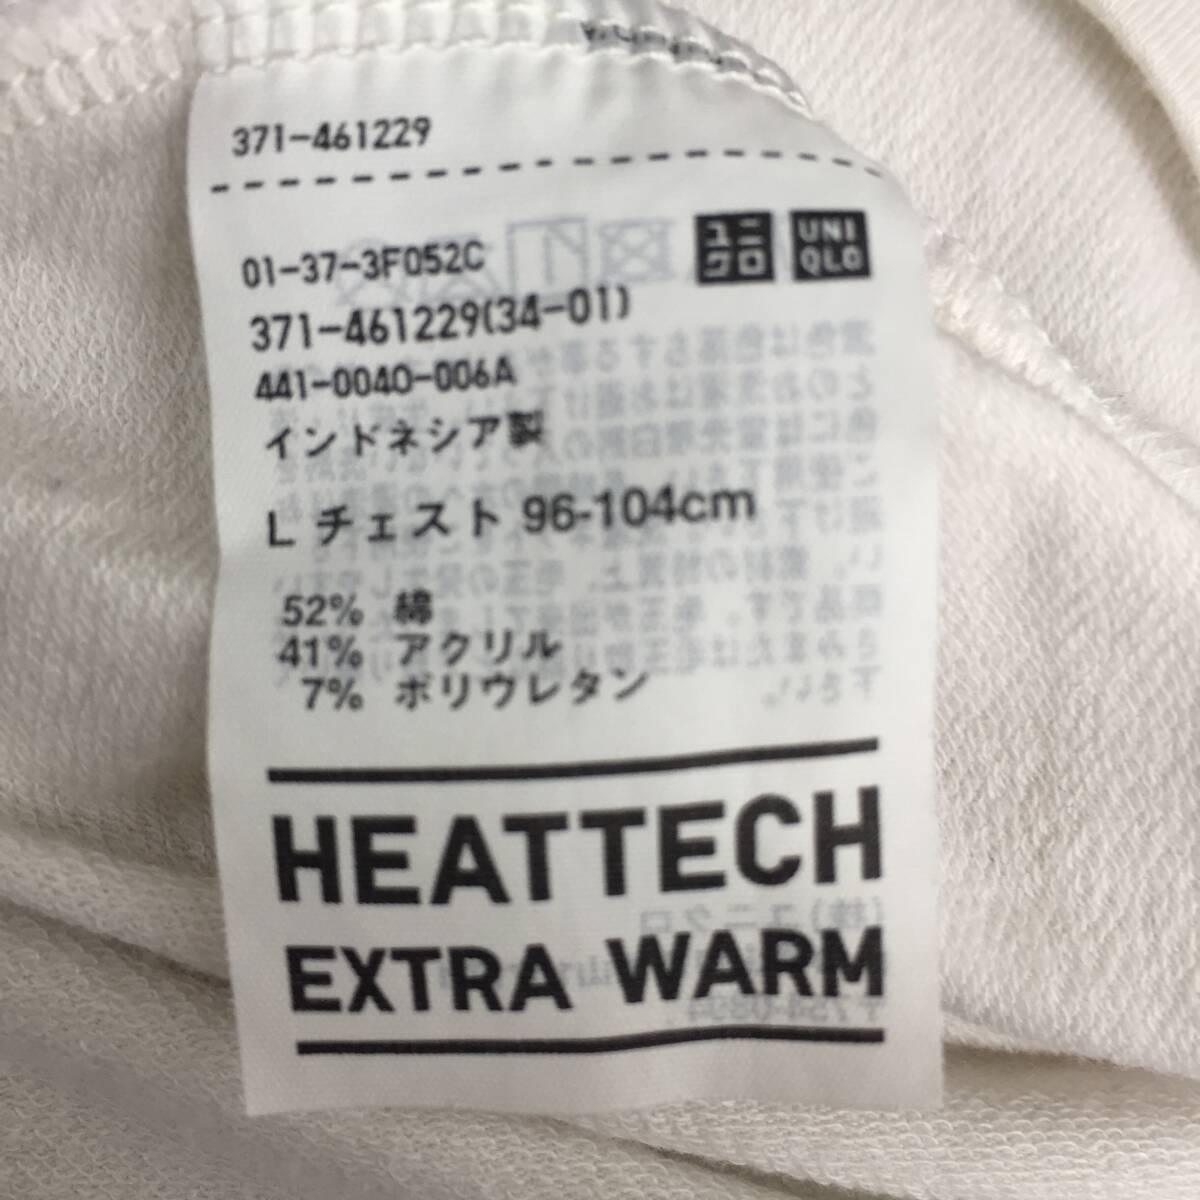 371-461229
01-37-3F052C
ユニクロ
UNIQLO
371-461229(34-01)
441-0040-006A
インドネシア製
L チェスト 96-104cm
52% 綿
41% アクリル
7% ポリウレタン
HEATTECH
EXTRA WARM